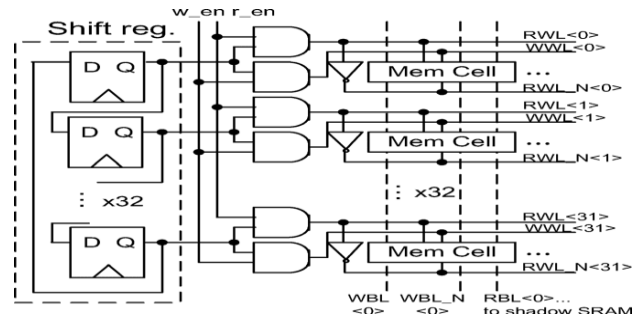 w_en r_en
Shift reg.
RWL<0>
WWL<0>
D Q
Mem Cell ...
RWL_N<0>
RWL<1>
WWL<1>
D Q
Mem Cell ...
RWL_N<1>
⋮ x32
⋮ x32
RWL<31>
WWL<31>
D Q
Mem Cell ...
RWL_N<31>
WBL WBL_N RBL<0>...
<0> <0> to shadow SRAM